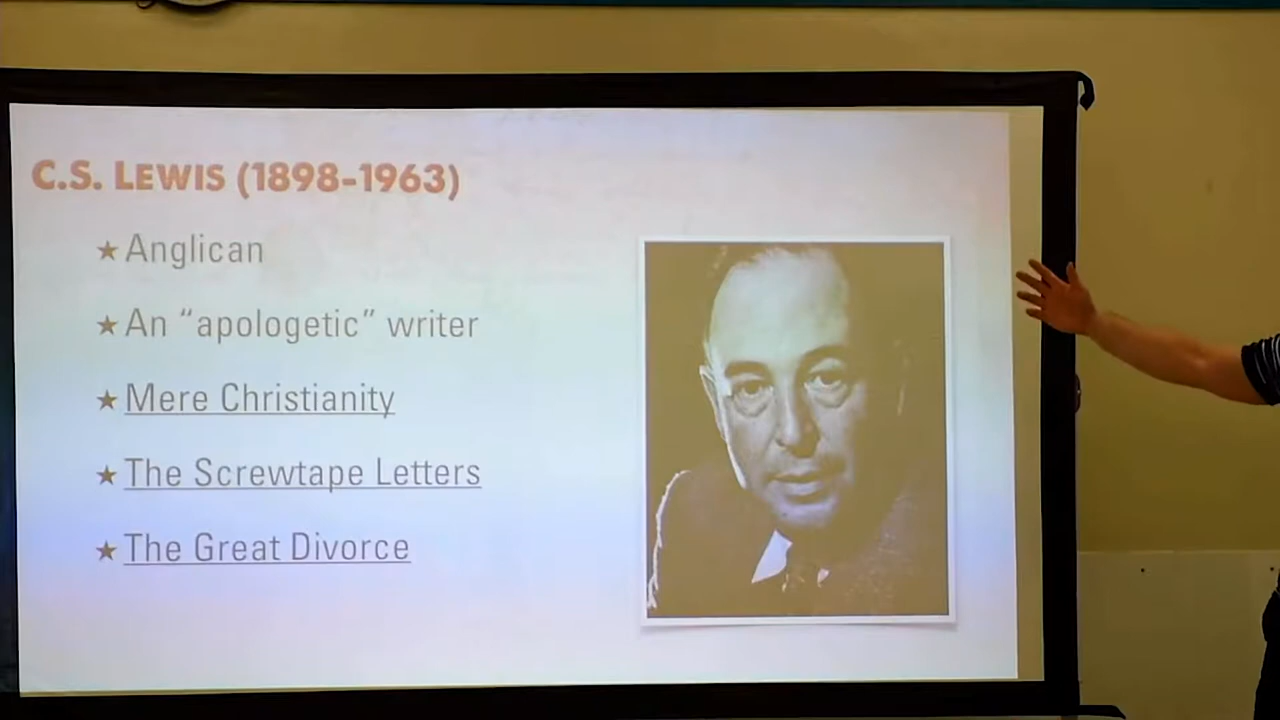 C.S. LEWIS (1898-1963)
★ Anglican
★ An “apologetic” writer
★ Mere Christianity
★ The Screwtape Letters
★ The Great Divorce